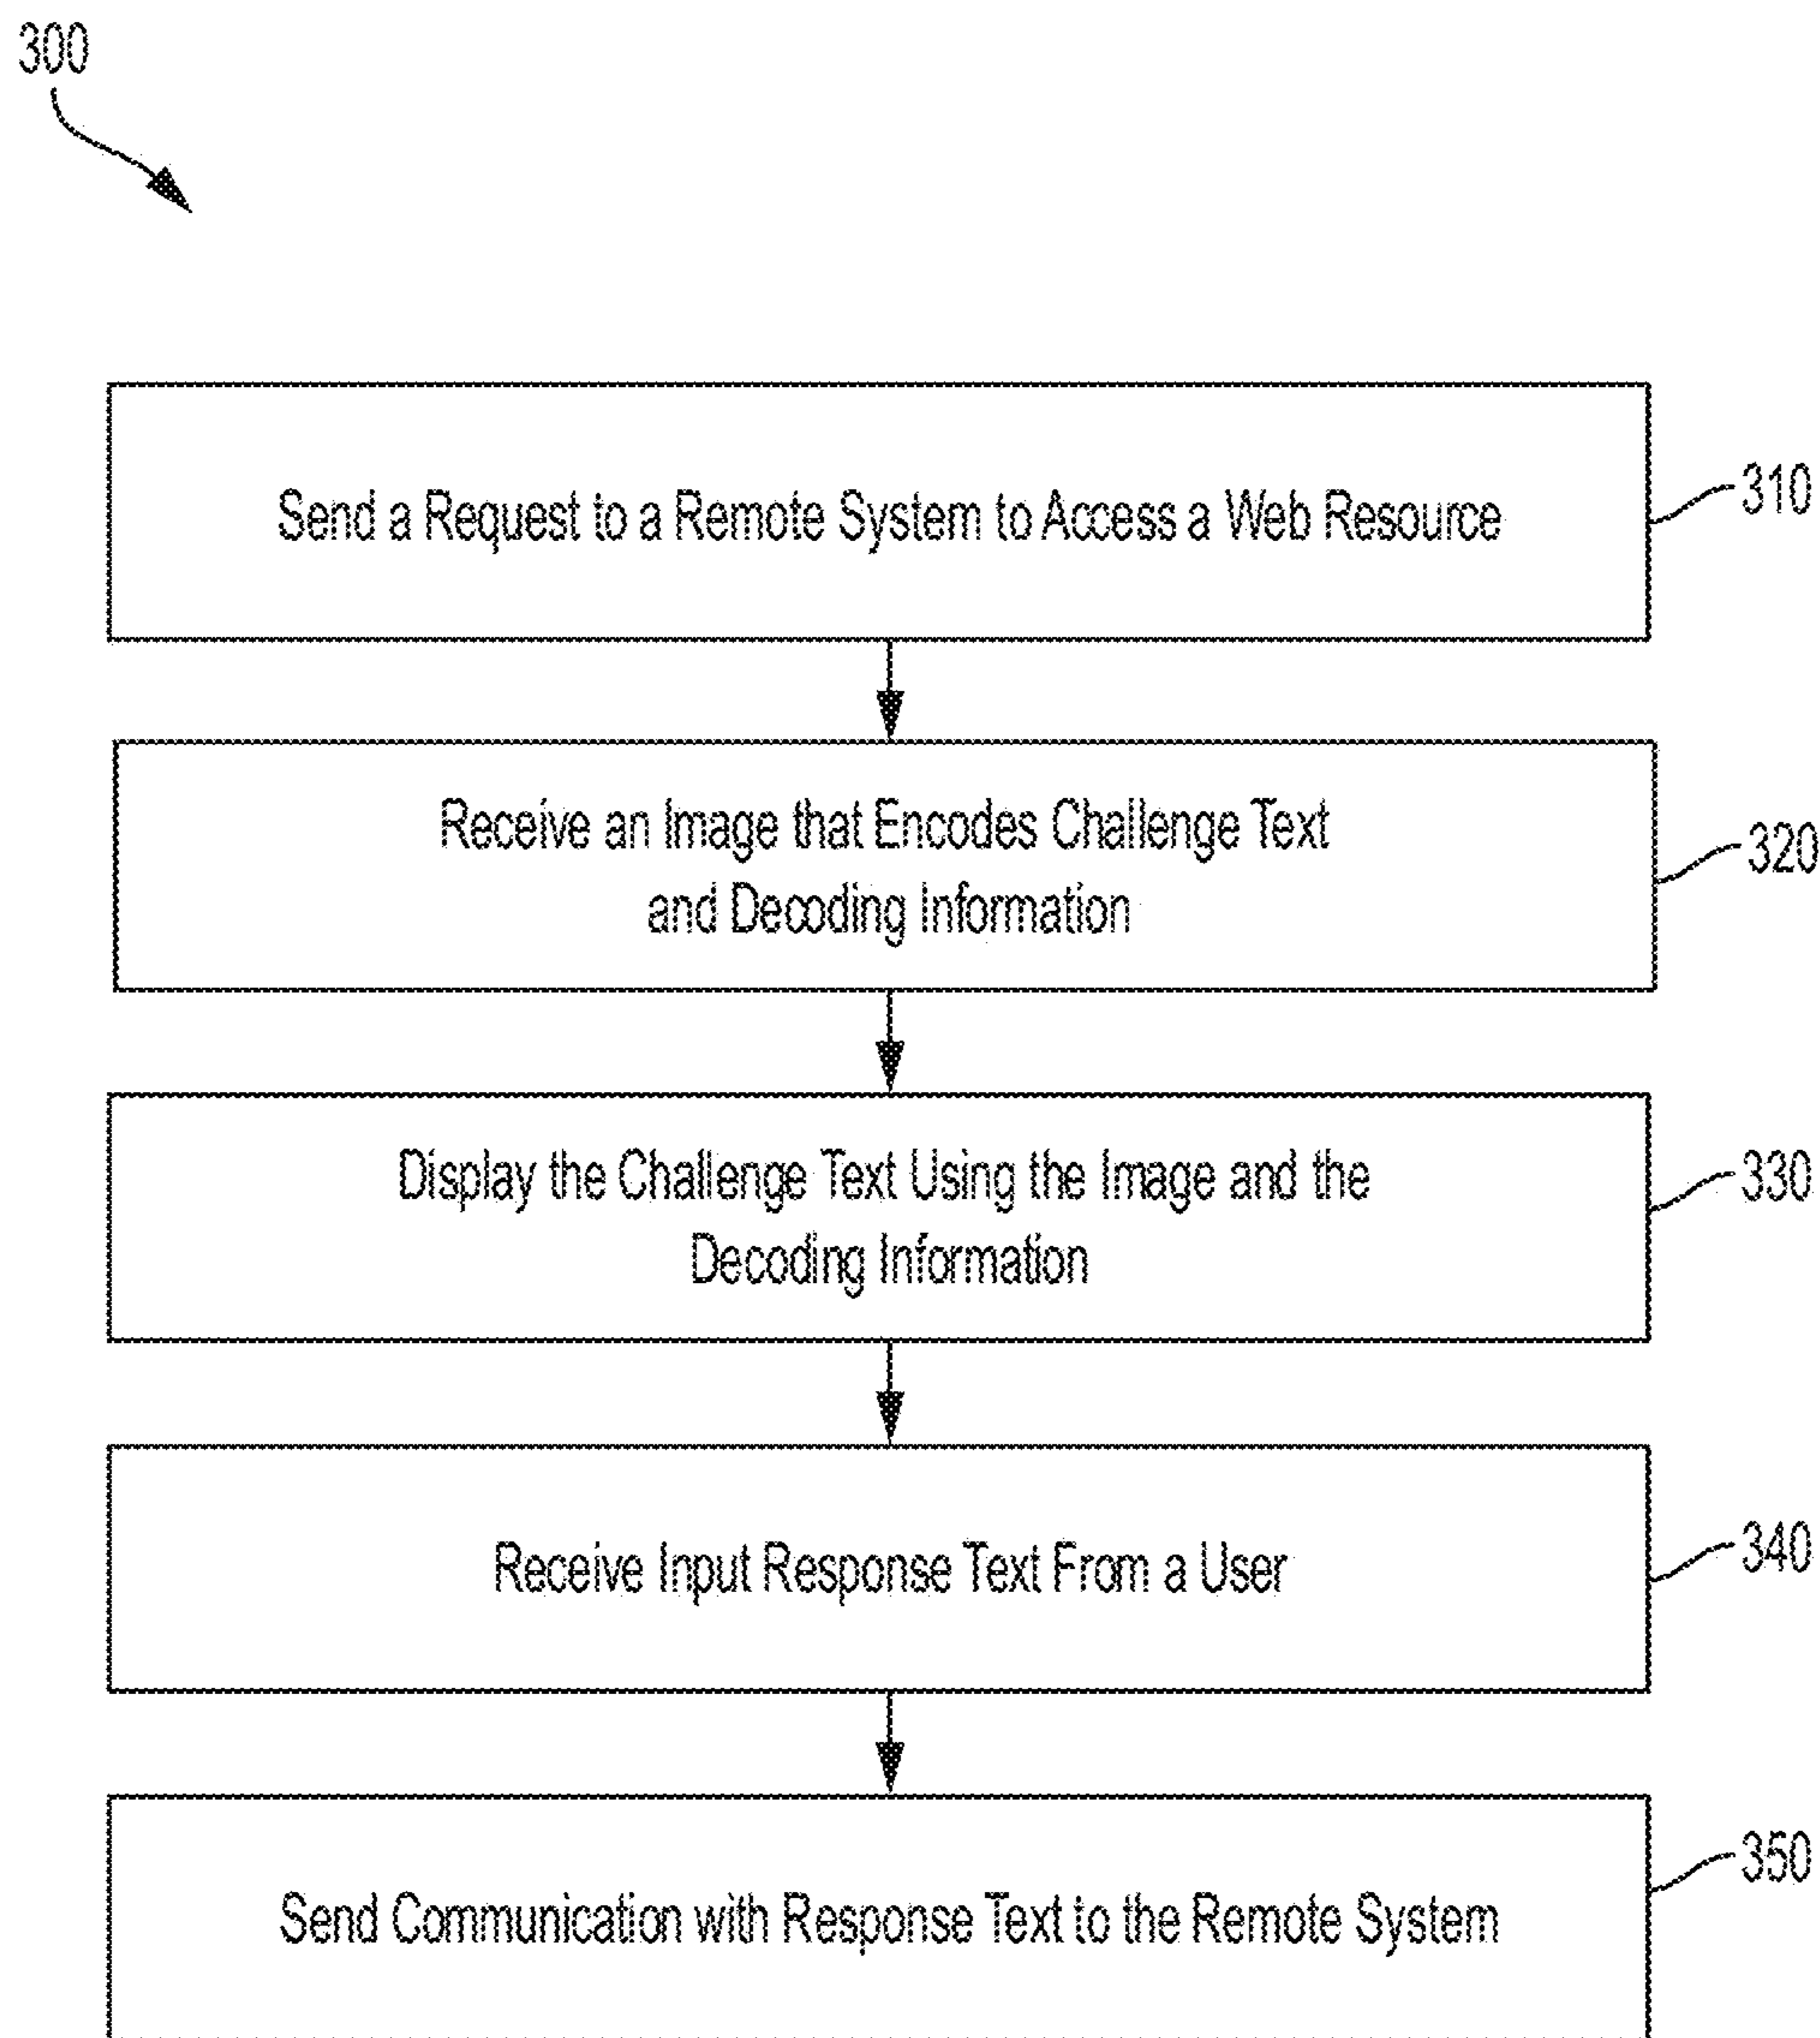 300
Send a Request to a Remote System to Access a Web Resource
310
Receive an Image that Encodes Challenge Text
and Decoding Information
320
Display the Challenge Text Using the Image and the
Decoding Information
330
Receive Input Response Text From a User
340
Send Communication with Response Text to the Remote System
350